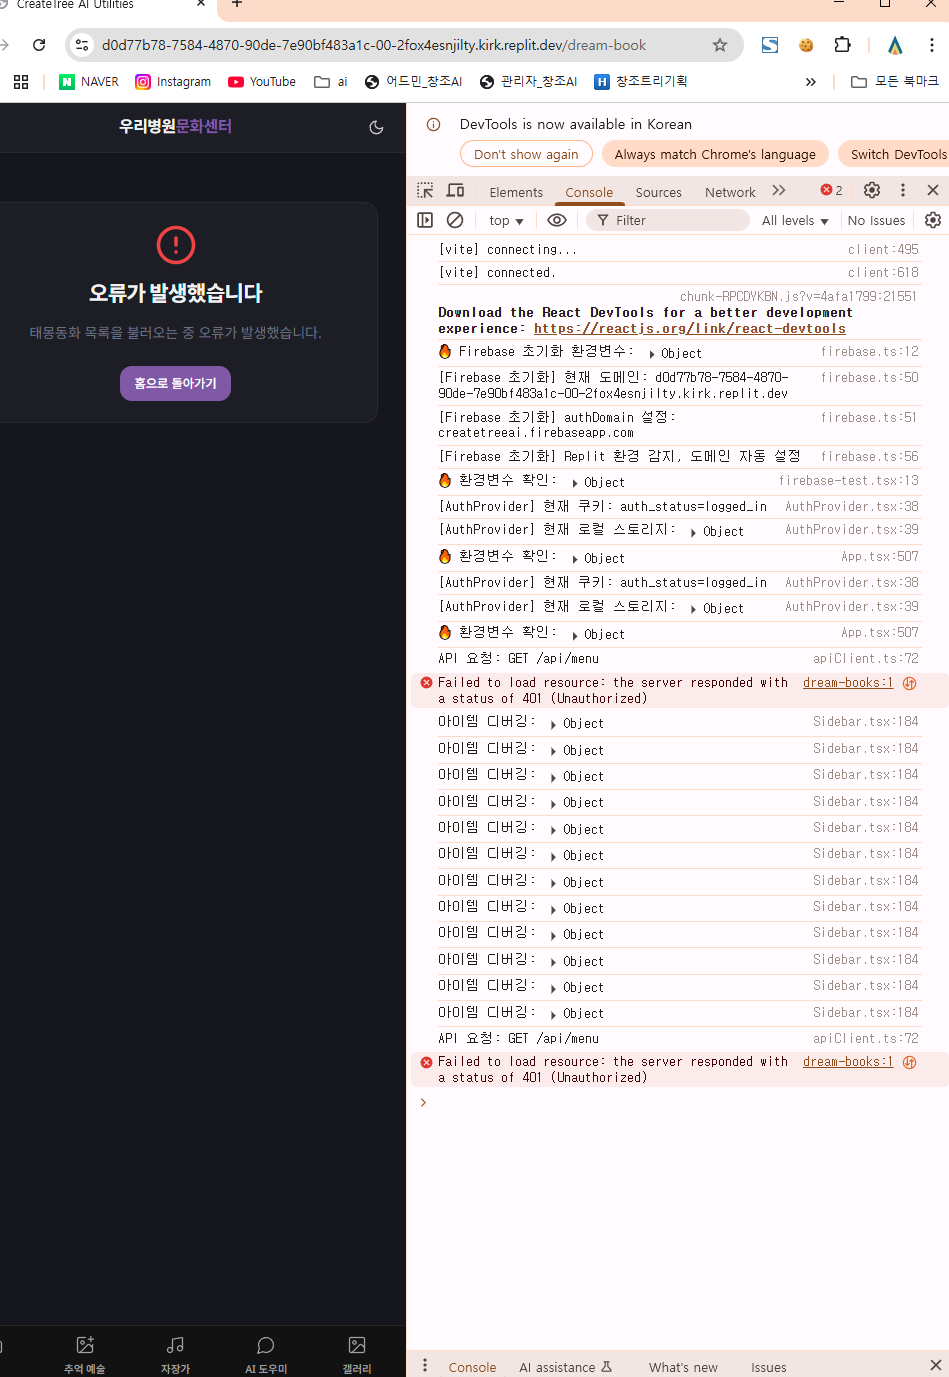 CreateTree AI Utilities
d0d77b78-7584-4870-90de-7e90bf483a1c-00-2fox4esnjilty.kirk.replit.dev/dream-book
NAVER
Instagram
YouTube
ai
어드민_창조AI
관리자_창조AI
창조트리기획
모든 북마크
우리병원문화센터
오류가 발생했습니다
태몽동화 목록을 불러오는 중 오류가 발생했습니다.
홈으로 돌아가기
추억 예술
자장가
AI 도우미
갤러리
DevTools is now available in Korean
Don't show again
Always match Chrome's language
Switch DevTools
Elements
Console
Sources
Network
2
top
Filter
All levels
No Issues
[vite] connecting... client:495
[vite] connected. client:618
chunk-RPCDYKBN.js?v=4afa1799:21551
Download the React DevTools for a better development
experience: https://reactjs.org/link/react-devtools
Firebase 초기화 환경변수: Object firebase.ts:12
[Firebase 초기화] 현재 도메인: d0d77b78-7584-4870- firebase.ts:50
90de-7e90bf483a1c-00-2fox4esnjilty.kirk.replit.dev
[Firebase 초기화] authDomain 설정: firebase.ts:51
createtreeai.firebaseapp.com
[Firebase 초기화] Replit 환경 감지, 도메인 자동 설정 firebase.ts:56
환경변수 확인: Object firebase-test.tsx:13
[AuthProvider] 현재 쿠키: auth_status=logged_in AuthProvider.tsx:38
[AuthProvider] 현재 로컬 스토리지: Object AuthProvider.tsx:39
환경변수 확인: Object App.tsx:507
[AuthProvider] 현재 쿠키: auth_status=logged_in AuthProvider.tsx:38
[AuthProvider] 현재 로컬 스토리지: Object AuthProvider.tsx:39
환경변수 확인: Object App.tsx:507
API 요청: GET /api/menu apiClient.ts:72
Failed to load resource: the server responded with dream-books:1
a status of 401 (Unauthorized)
아이템 디버깅: Object Sidebar.tsx:184
아이템 디버깅: Object Sidebar.tsx:184
아이템 디버깅: Object Sidebar.tsx:184
아이템 디버깅: Object Sidebar.tsx:184
아이템 디버깅: Object Sidebar.tsx:184
아이템 디버깅: Object Sidebar.tsx:184
아이템 디버깅: Object Sidebar.tsx:184
아이템 디버깅: Object Sidebar.tsx:184
아이템 디버깅: Object Sidebar.tsx:184
아이템 디버깅: Object Sidebar.tsx:184
아이템 디버깅: Object Sidebar.tsx:184
아이템 디버깅: Object Sidebar.tsx:184
API 요청: GET /api/menu apiClient.ts:72
Failed to load resource: the server responded with dream-books:1
a status of 401 (Unauthorized)
Console
AI assistance
What's new
Issues